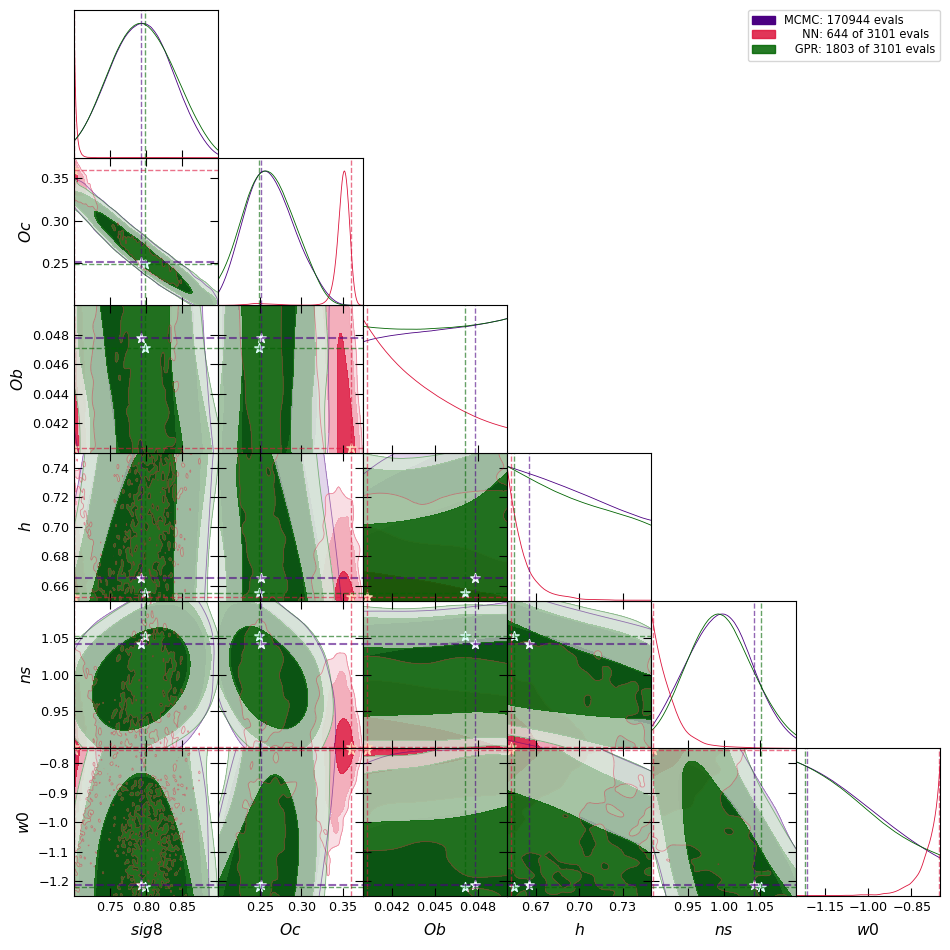 MCMC: 170944 evals
NN: 644 of 3101 evals
GPR: 1803 of 3101 evals
0.35
0.30
0.25
Oc
0.048
0.046
0.044
0.042
Ob
0.74
0.72
0.70
0.68
0.66
h
1.05
1.00
0.95
ns
−0.8
−0.9
−1.0
−1.1
−1.2
w0
0.75 0.80 0.85
0.25 0.30 0.35
0.042 0.045 0.048
0.67 0.70 0.73
0.95 1.00 1.05
−1.15 −1.00 −0.85
sig8 Oc Ob h ns w0